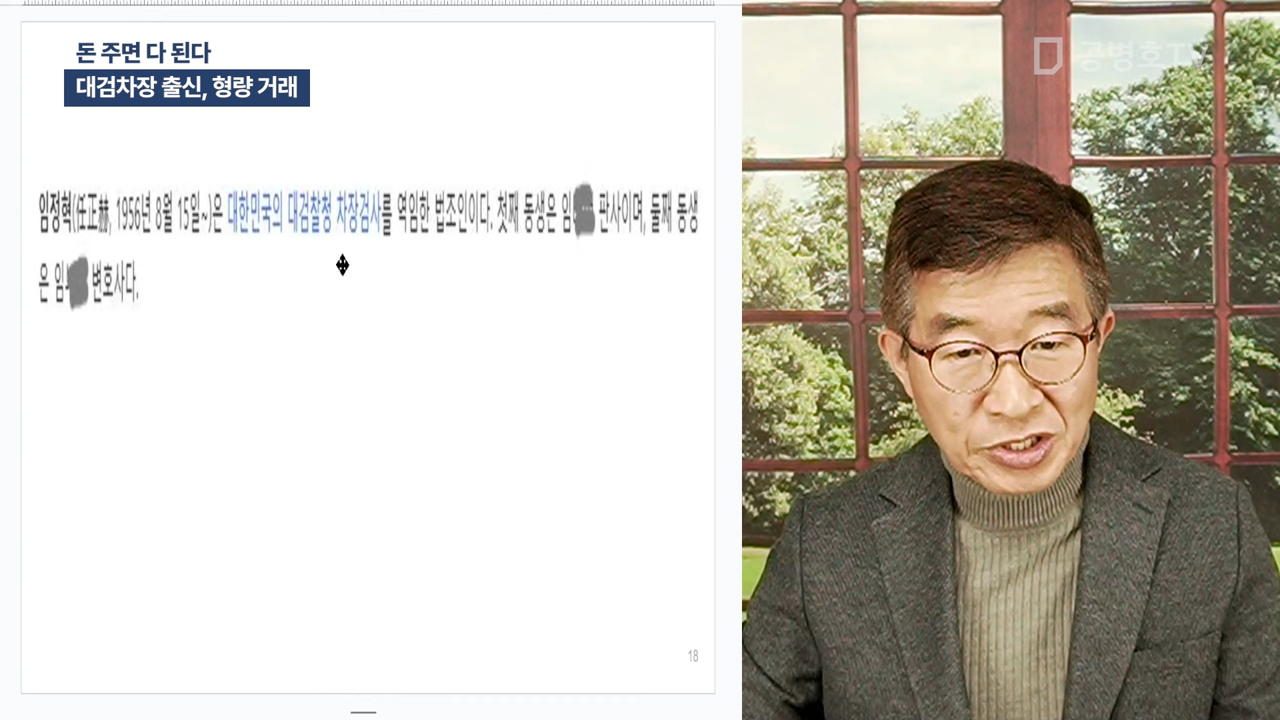 돈 주면 다 된다
대검차장 출신, 형량 거래
공병호TV
임정혁(任正赫, 1956년 8월 15일~)은 대한민국의 대검찰청 차장검사를 역임한 법조인이다. 첫째 동생은 임 판사이며, 둘째 동생
은 임 변호사다.
18